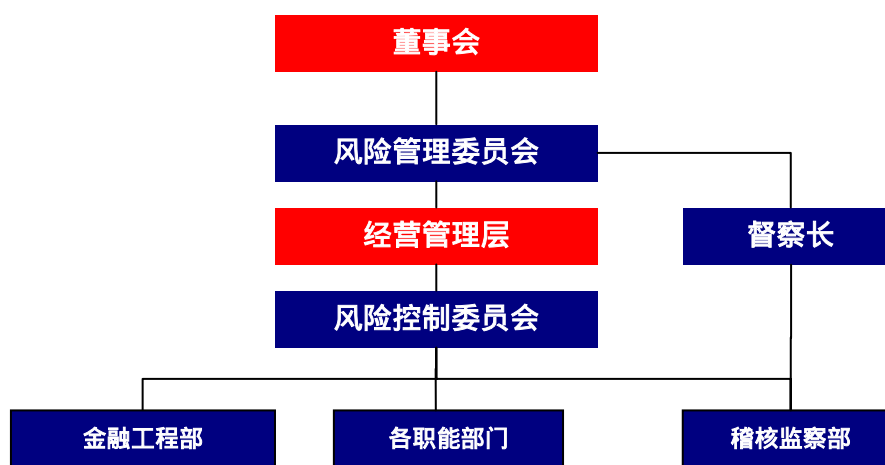 董事会
风险管理委员会
经营管理层
督察长
风险控制委员会
金融工程部
各职能部门
稽核监察部